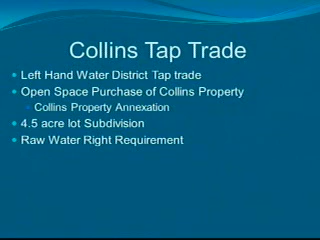 Collins Tap Trade
Left Hand Water District Tap trade
Open Space Purchase of Collins Property
Collins Property Annexation
4.5 acre lot Subdivision
Raw Water Right Requirement